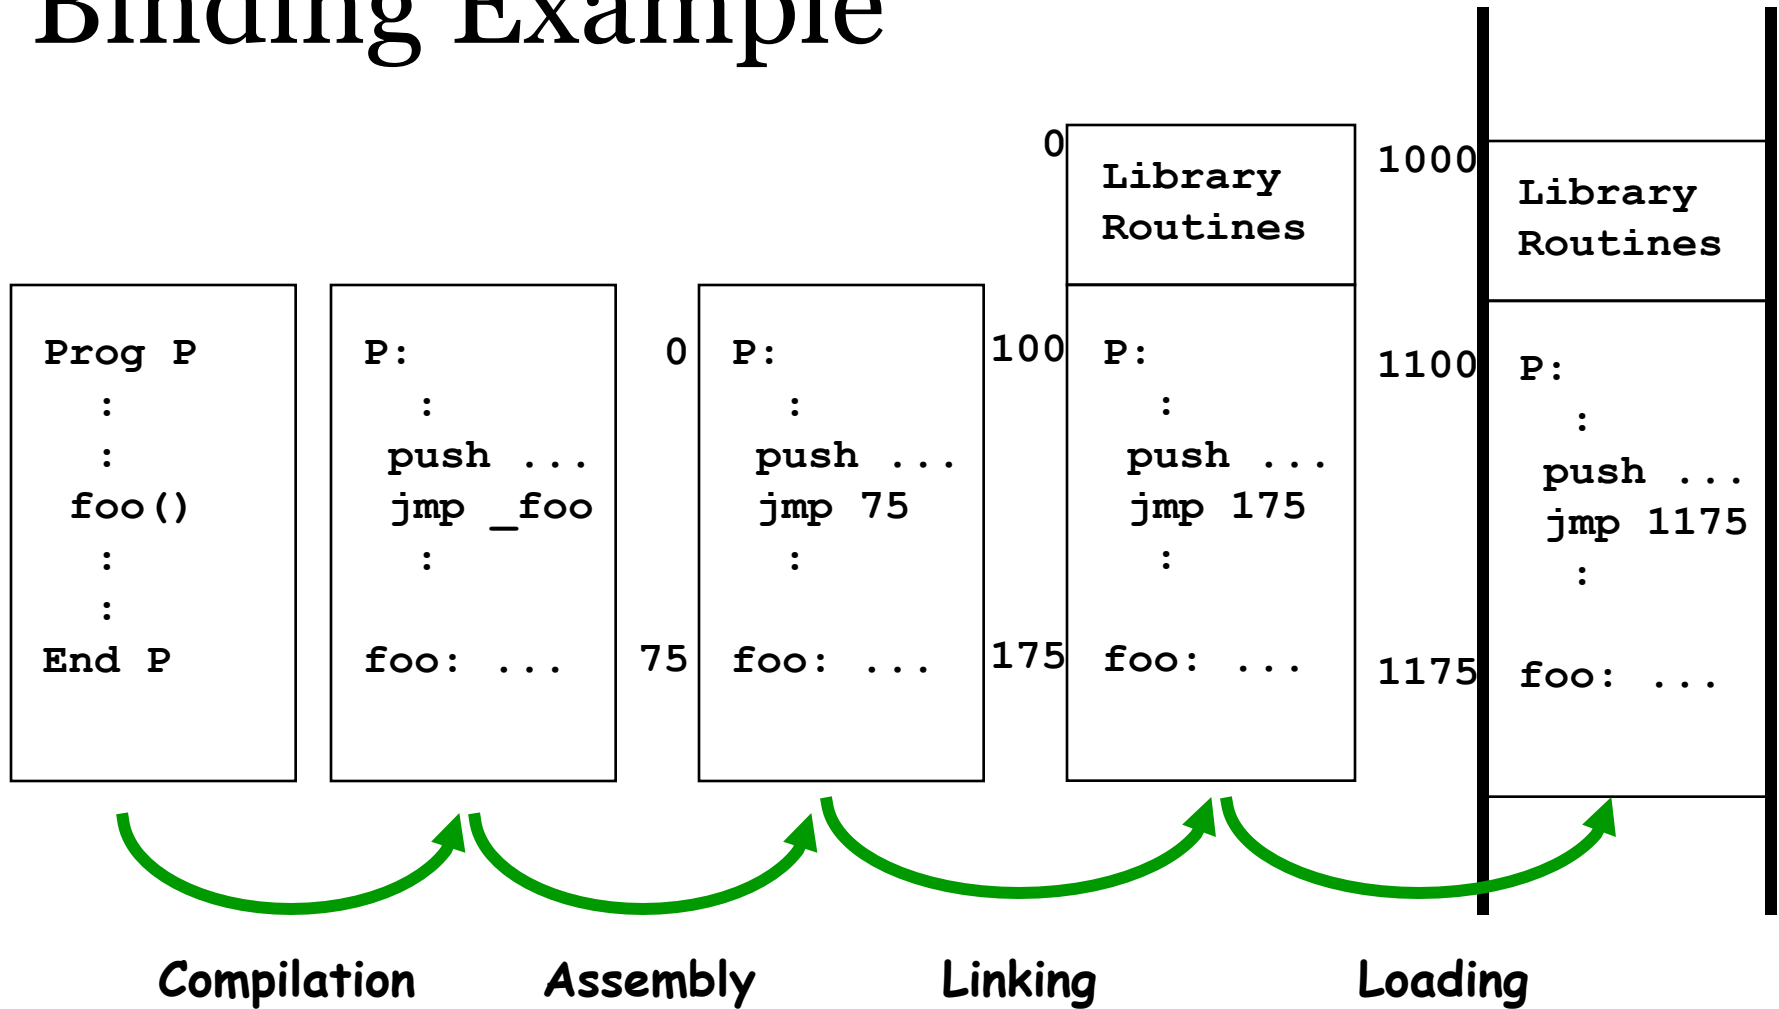 Binding Example
Prog P
:
:
foo()
:
:
End P
P:
:
push ...
jmp _foo
:
foo: ...
0
75
P:
:
push ...
jmp 75
:
foo: ...
0
100
175
Library
Routines
P:
:
push ...
jmp 175
:
foo: ...
1000
1100
1175
Library
Routines
P:
:
push ...
jmp 1175
:
foo: ...
Compilation
Assembly
Linking
Loading